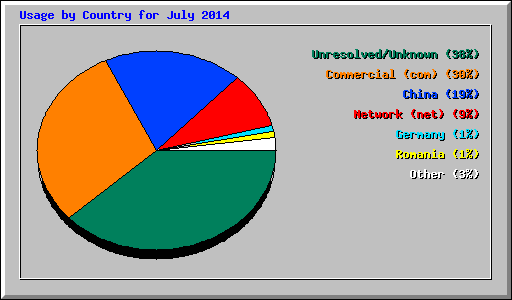 Usage by Country for July 2014
Unresolved/Unknown (38%)
Commercial (com) (30%)
China (19%)
Network (net) (9%)
Germany (1%)
Romania (1%)
Other (3%)